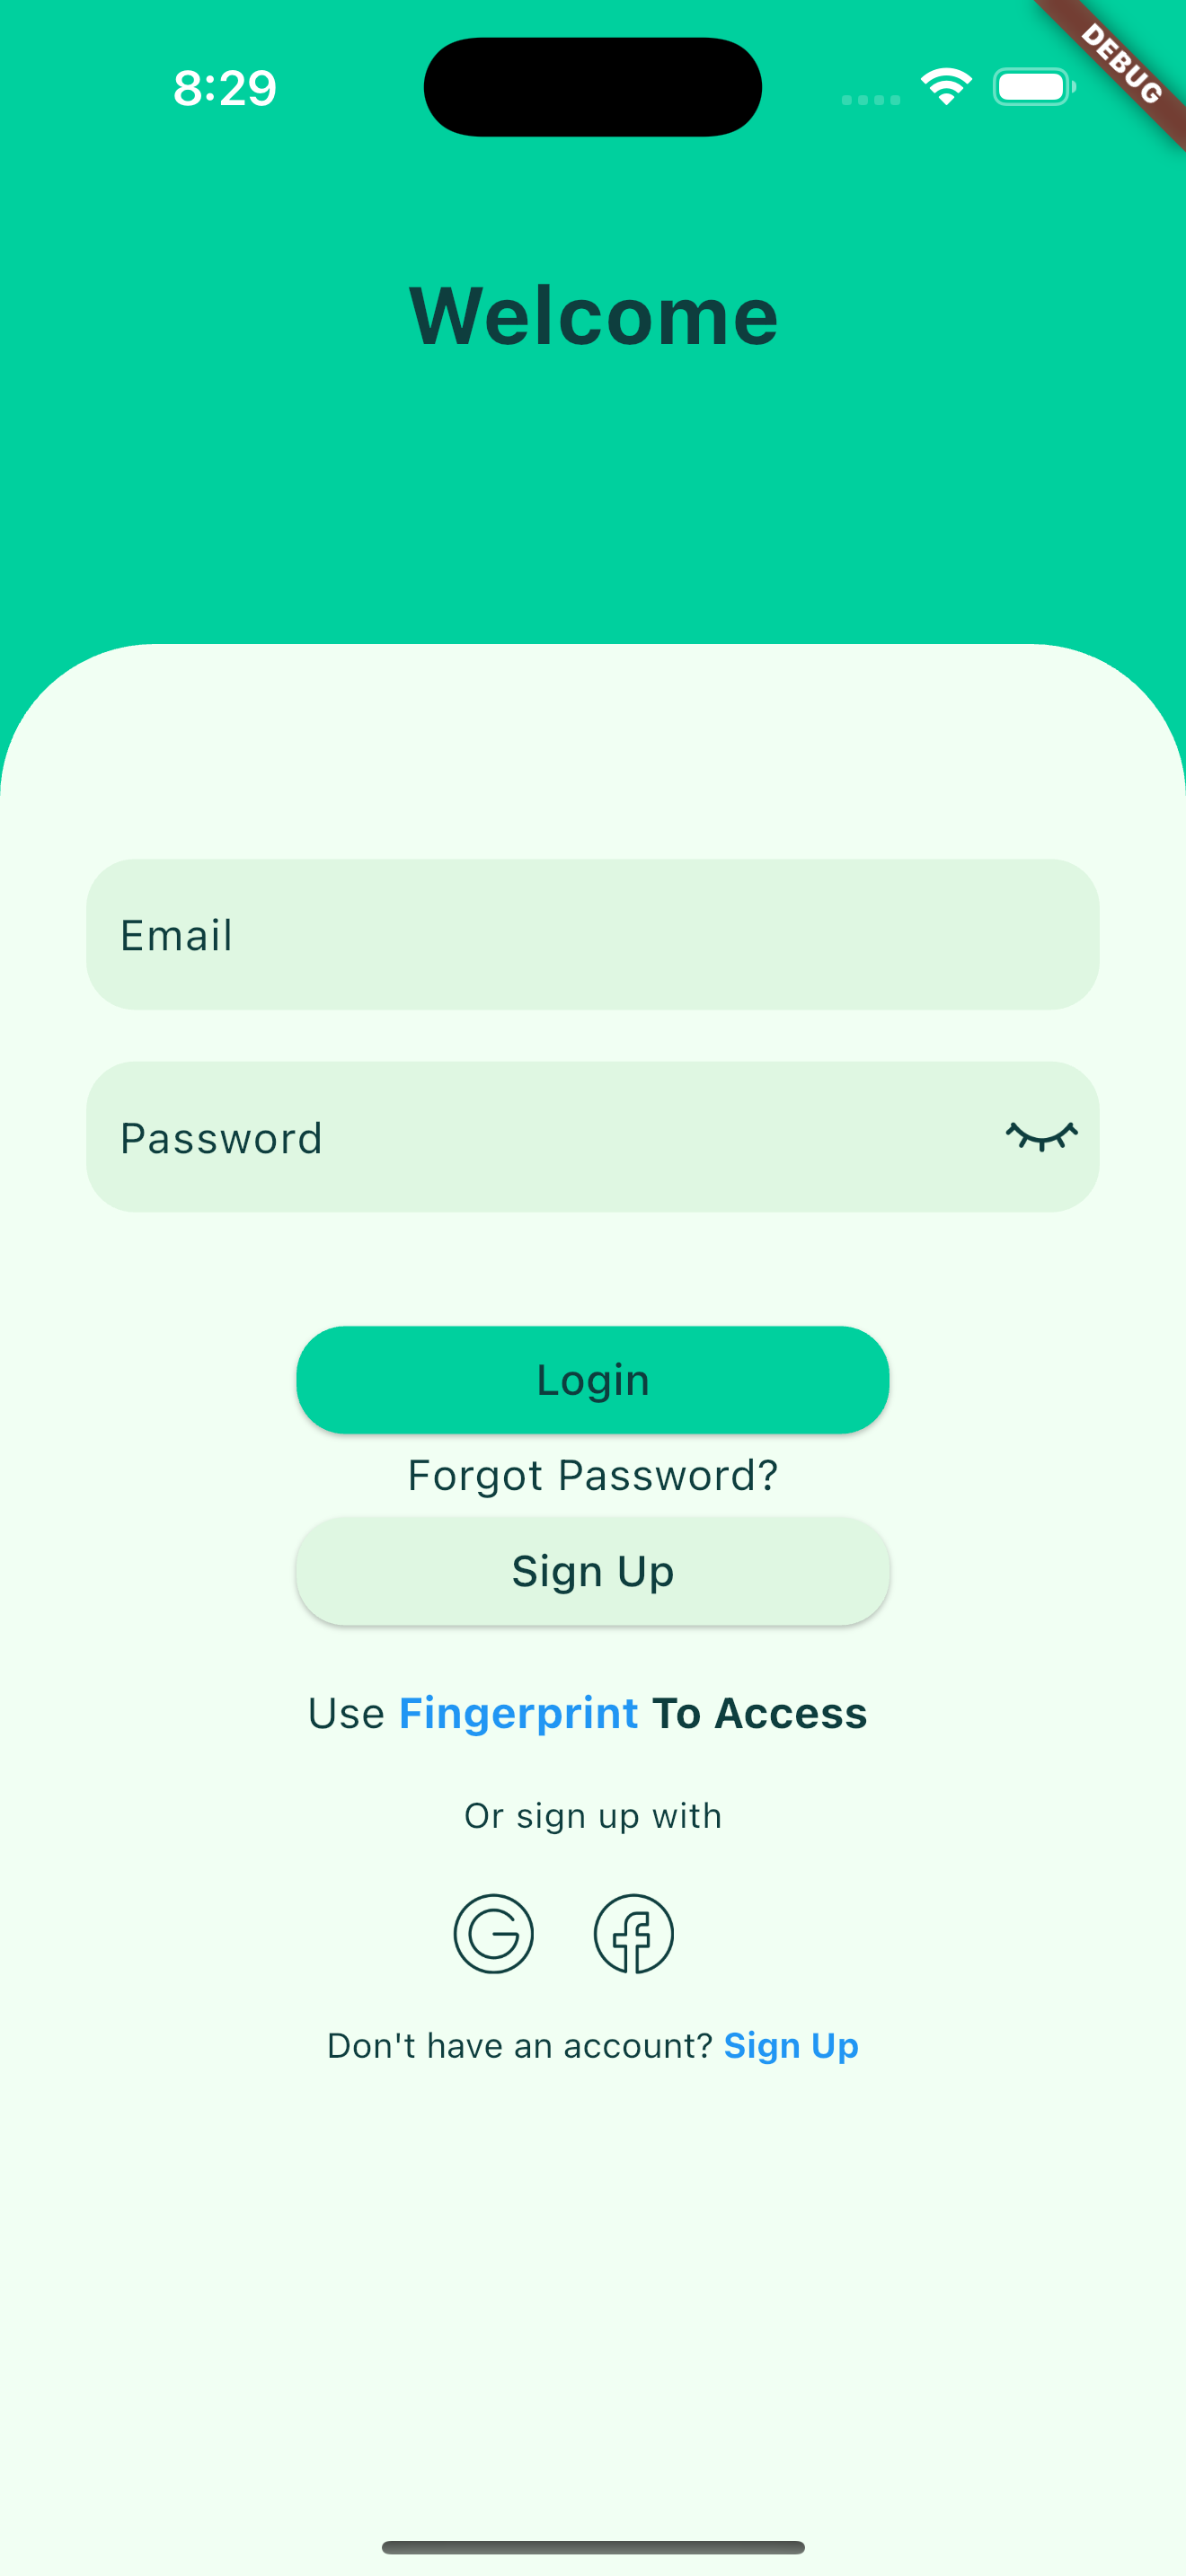 8:29
DEBUG
Welcome
Email
Password
Login
Forgot Password?
Sign Up
Use Fingerprint To Access
Or sign up with
Don't have an account? Sign Up